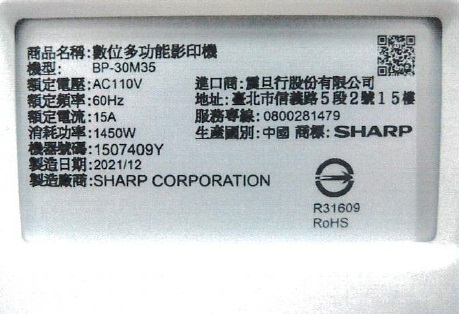 商品名稱:數位多功能影印機
機型: BP-30M35
額定電壓:AC110V
額定頻率:60Hz
額定電流:15A
消耗功率:1450W
機器號碼:1507409Y
製造日期:2021/12
製造廠商:SHARP CORPORATION
進口商:震旦行股份有限公司
地址:臺北市信義路5段2號15樓
服務專線:0800281479
生產國別:中國 商標:SHARP
R31609
RoHS